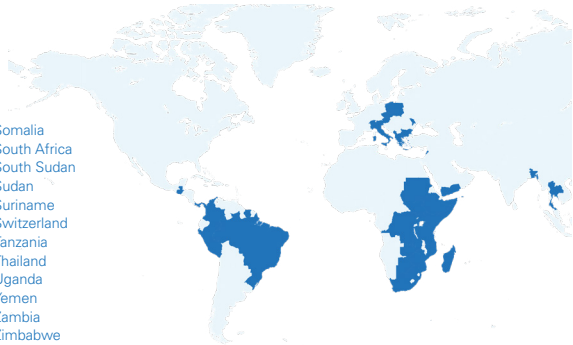 Somalia
South Africa
South Sudan
Sudan
Suriname
Switzerland
Tanzania
Thailand
Uganda
Yemen
Zambia
Zimbabwe